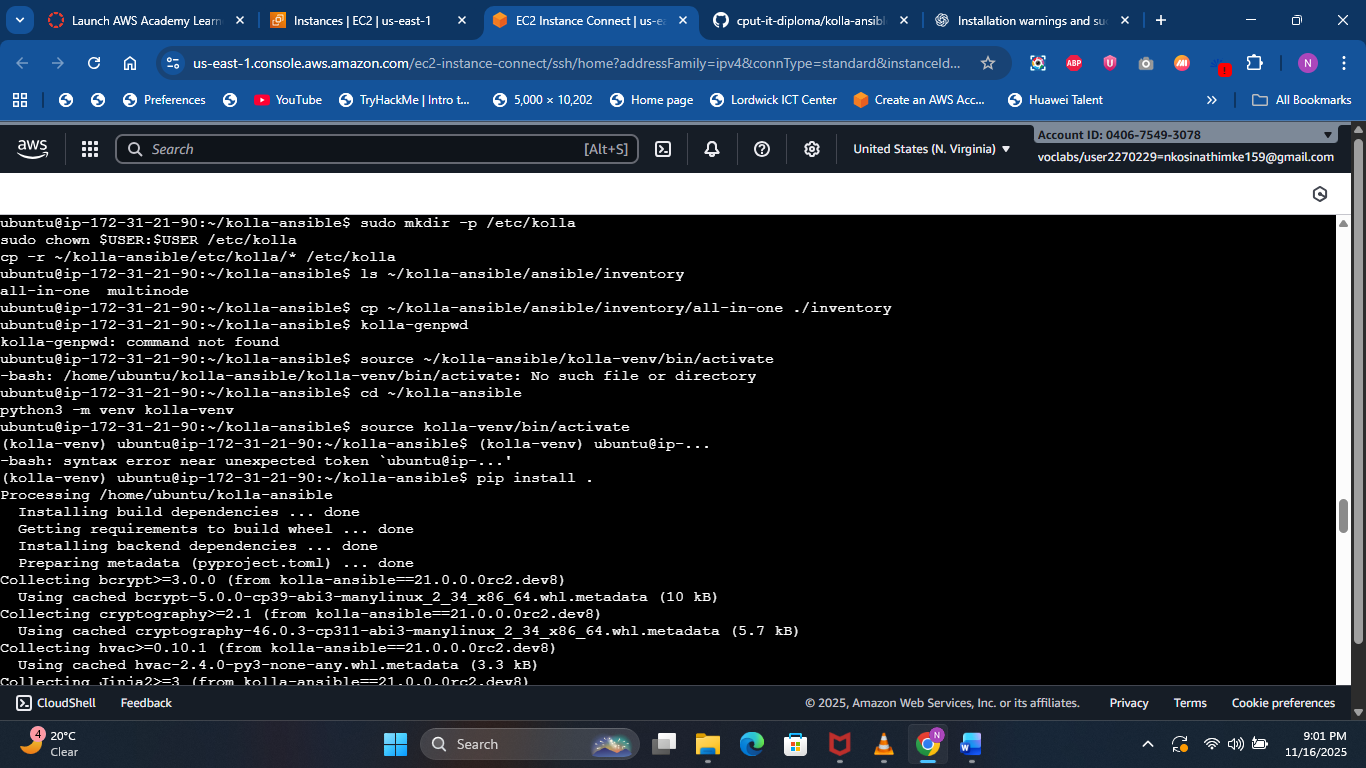 Launch AWS Academy Learn
Instances | EC2 | us-east-1
EC2 Instance Connect | us-ea
cput-it-diploma/kolla-ansible
Installation warnings and su
us-east-1.console.aws.amazon.com/ec2-instance-connect/ssh/home?addressFamily=ipv4&connType=standard&instanceId...
ABP
N
Preferences
YouTube
TryHackMe | Intro t...
5,000 × 10,202
Home page
Lordwick ICT Center
Create an AWS Acc...
Huawei Talent
»
All Bookmarks
aws
Search
[Alt+S]
United States (N. Virginia)
Account ID: 0406-7549-3078
voclabs/user2270229=nkosinathimke159@gmail.com
ubuntu@ip-172-31-21-90:~/kolla-ansible$ sudo mkdir -p /etc/kolla
sudo chown $USER:$USER /etc/kolla
cp -r ~/kolla-ansible/etc/kolla/* /etc/kolla
ubuntu@ip-172-31-21-90:~/kolla-ansible$ ls ~/kolla-ansible/ansible/inventory
all-in-one  multinode
ubuntu@ip-172-31-21-90:~/kolla-ansible$ cp ~/kolla-ansible/ansible/inventory/all-in-one ./inventory
ubuntu@ip-172-31-21-90:~/kolla-ansible$ kolla-genpwd
kolla-genpwd: command not found
ubuntu@ip-172-31-21-90:~/kolla-ansible$ source ~/kolla-ansible/kolla-venv/bin/activate
-bash: /home/ubuntu/kolla-ansible/kolla-venv/bin/activate: No such file or directory
ubuntu@ip-172-31-21-90:~/kolla-ansible$ cd ~/kolla-ansible
python3 -m venv kolla-venv
ubuntu@ip-172-31-21-90:~/kolla-ansible$ source kolla-venv/bin/activate
(kolla-venv) ubuntu@ip-172-31-21-90:~/kolla-ansible$ (kolla-venv) ubuntu@ip-...
-bash: syntax error near unexpected token `ubuntu@ip-...'
(kolla-venv) ubuntu@ip-172-31-21-90:~/kolla-ansible$ pip install .
Processing /home/ubuntu/kolla-ansible
  Installing build dependencies ... done
  Getting requirements to build wheel ... done
  Installing backend dependencies ... done
  Preparing metadata (pyproject.toml) ... done
Collecting bcrypt>=3.0.0 (from kolla-ansible==21.0.0.0rc2.dev8)
  Using cached bcrypt-5.0.0-cp39-abi3-manylinux_2_34_x86_64.whl.metadata (10 kB)
Collecting cryptography>=2.1 (from kolla-ansible==21.0.0.0rc2.dev8)
  Using cached cryptography-46.0.3-cp311-abi3-manylinux_2_34_x86_64.whl.metadata (5.7 kB)
Collecting hvac>=0.10.1 (from kolla-ansible==21.0.0.0rc2.dev8)
  Using cached hvac-2.4.0-py3-none-any.whl.metadata (3.3 kB)
Collecting Jinja2>=3 (from kolla-ansible==21.0.0.0rc2.dev8)
CloudShell
Feedback
© 2025, Amazon Web Services, Inc. or its affiliates.
Privacy
Terms
Cookie preferences
4
20°C
Clear
Search
N
9:01 PM
11/16/2025